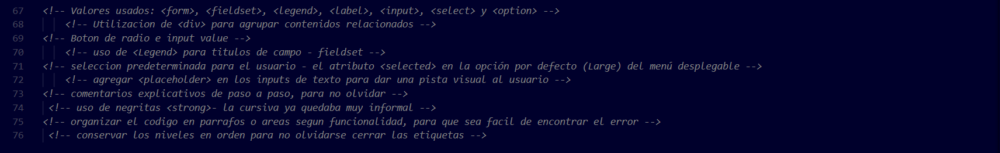 67 <!-- Valores usados: <form>, <fieldset>, <legend>, <label>, <input>, <select> y <option> -->
68 <!-- Utilizacion de <div> para agrupar contenidos relacionados -->
69 <!-- Boton de radio e input value -->
70 <!-- uso de <Legend> para titulos de campo - fieldset -->
71 <!-- seleccion predeterminada para el usuario - el atributo <selected> en la opción por defecto (Large) del menú desplegable -->
72 <!-- agregar <placeholder> en los inputs de texto para dar una pista visual al usuario -->
73 <!-- comentarios explicativos de paso a paso, para no olvidar -->
74 <!-- uso de negritas <strong>- la cursiva ya quedaba muy informal -->
75 <!-- organizar el codigo en parrafos o areas segun funcionalidad, para que sea facil de encontrar el error -->
76 <!-- conservar los niveles en orden para no olvidarse cerrar las etiquetas -->